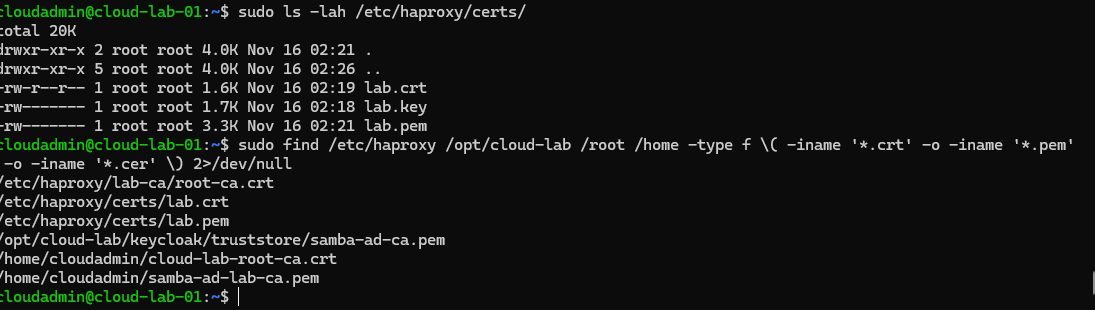 cloudadmin@cloud-lab-01:~$ sudo ls -lah /etc/haproxy/certs/
total 20K
drwxr-xr-x 2 root root 4.0K Nov 16 02:21 .
drwxr-xr-x 5 root root 4.0K Nov 16 02:26 ..
-rw-r--r-- 1 root root 1.6K Nov 16 02:19 lab.crt
-rw------- 1 root root 1.7K Nov 16 02:18 lab.key
-rw------- 1 root root 3.3K Nov 16 02:21 lab.pem
cloudadmin@cloud-lab-01:~$ sudo find /etc/haproxy /opt/cloud-lab /root /home -type f \( -iname '*.crt' -o -iname '*.pem'
-o -iname '*.cer' \) 2>/dev/null
/etc/haproxy/lab-ca/root-ca.crt
/etc/haproxy/certs/lab.crt
/etc/haproxy/certs/lab.pem
/opt/cloud-lab/keycloak/truststore/samba-ad-ca.pem
/home/cloudadmin/cloud-lab-root-ca.crt
/home/cloudadmin/samba-ad-lab-ca.pem
cloudadmin@cloud-lab-01:~$